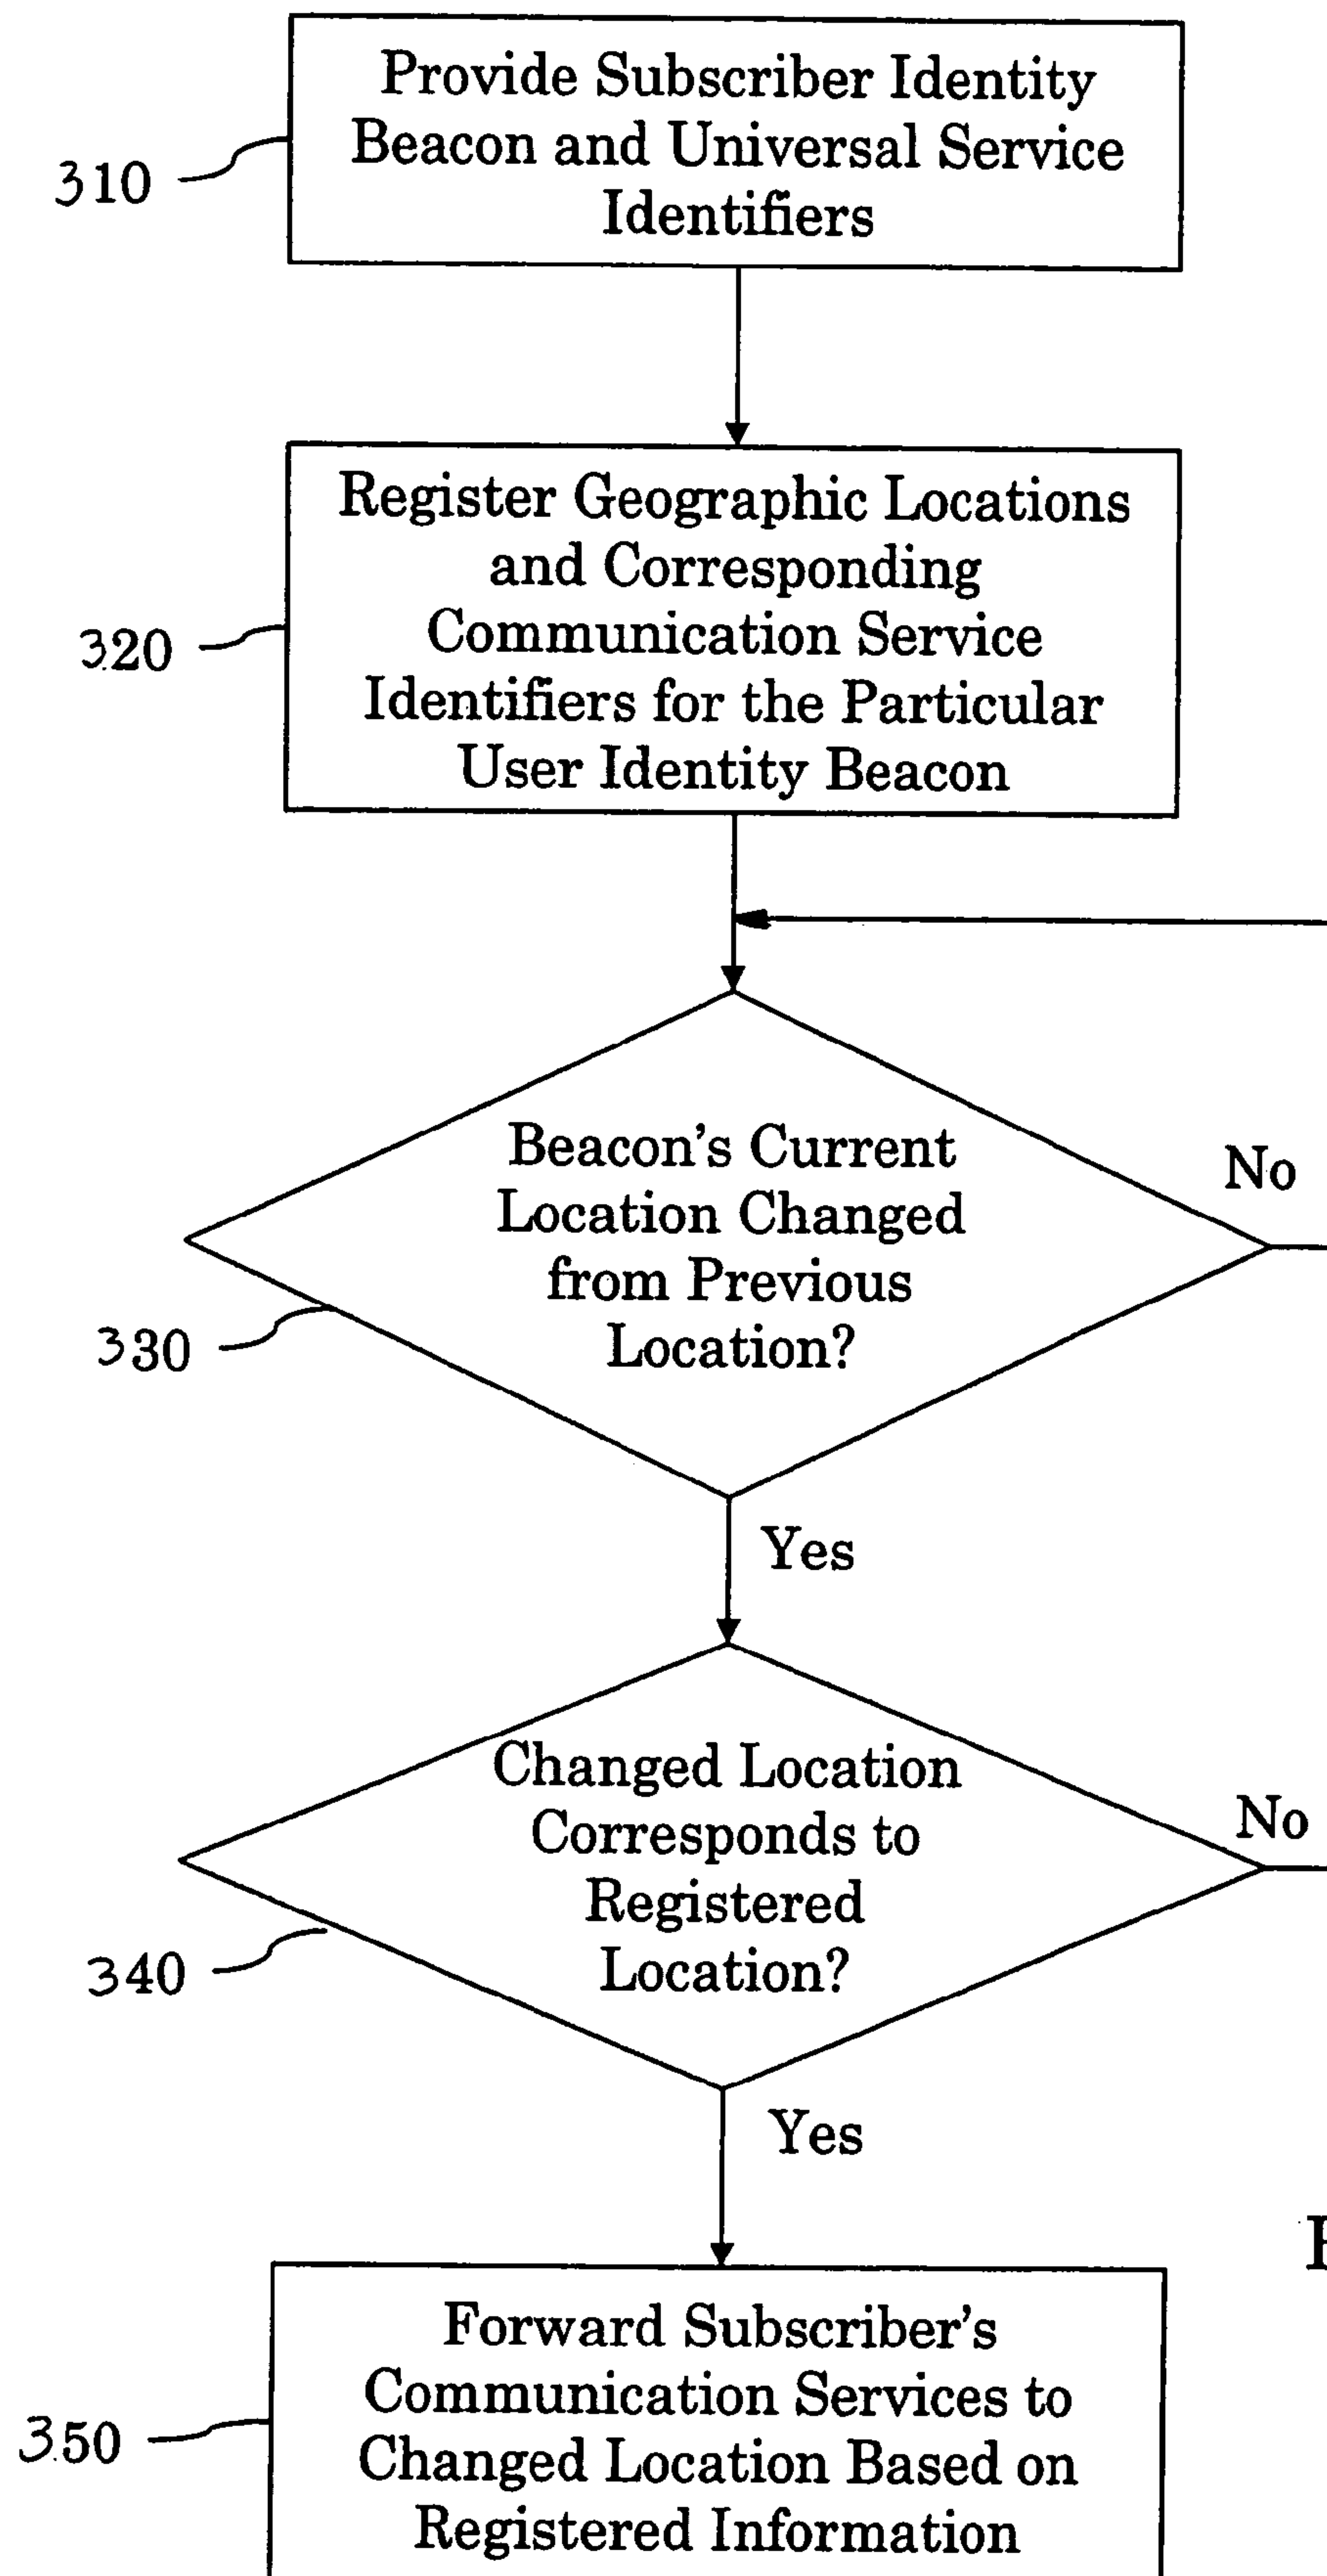 Provide Subscriber Identity
Beacon and Universal Service
Identifiers
310
Register Geographic Locations
and Corresponding
Communication Service
Identifiers for the Particular
User Identity Beacon
320
Beacon's Current
Location Changed
from Previous
Location?
No
330
Yes
Changed Location
Corresponds to
Registered
Location?
No
340
Yes
Forward Subscriber's
Communication Services to
Changed Location Based on
Registered Information
350